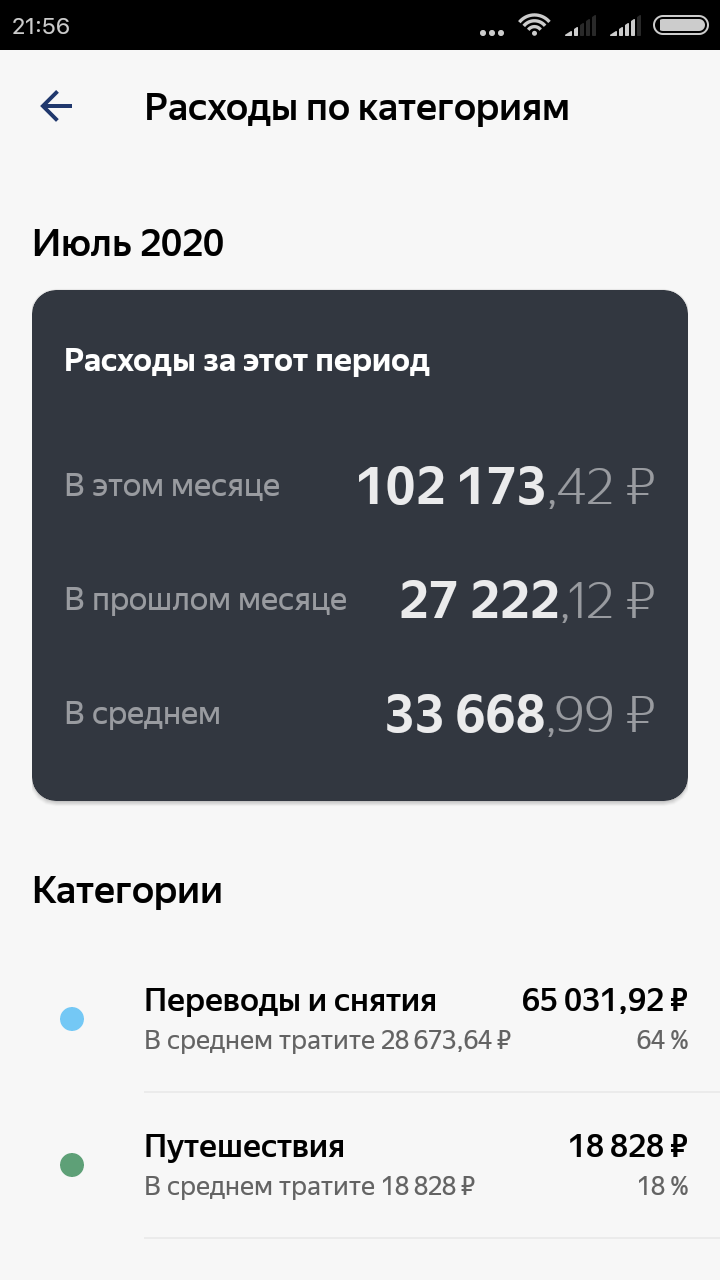 21:56
Расходы по категориям
Июль 2020
Расходы за этот период
В этом месяце 102 173,42 ₽
В прошлом месяце 27 222,12 ₽
В среднем 33 668,99 ₽
Категории
Переводы и снятия 65 031,92 ₽
В среднем тратите 28 673,64 ₽ 64 %
Путешествия 18 828 ₽
В среднем тратите 18 828 ₽ 18 %